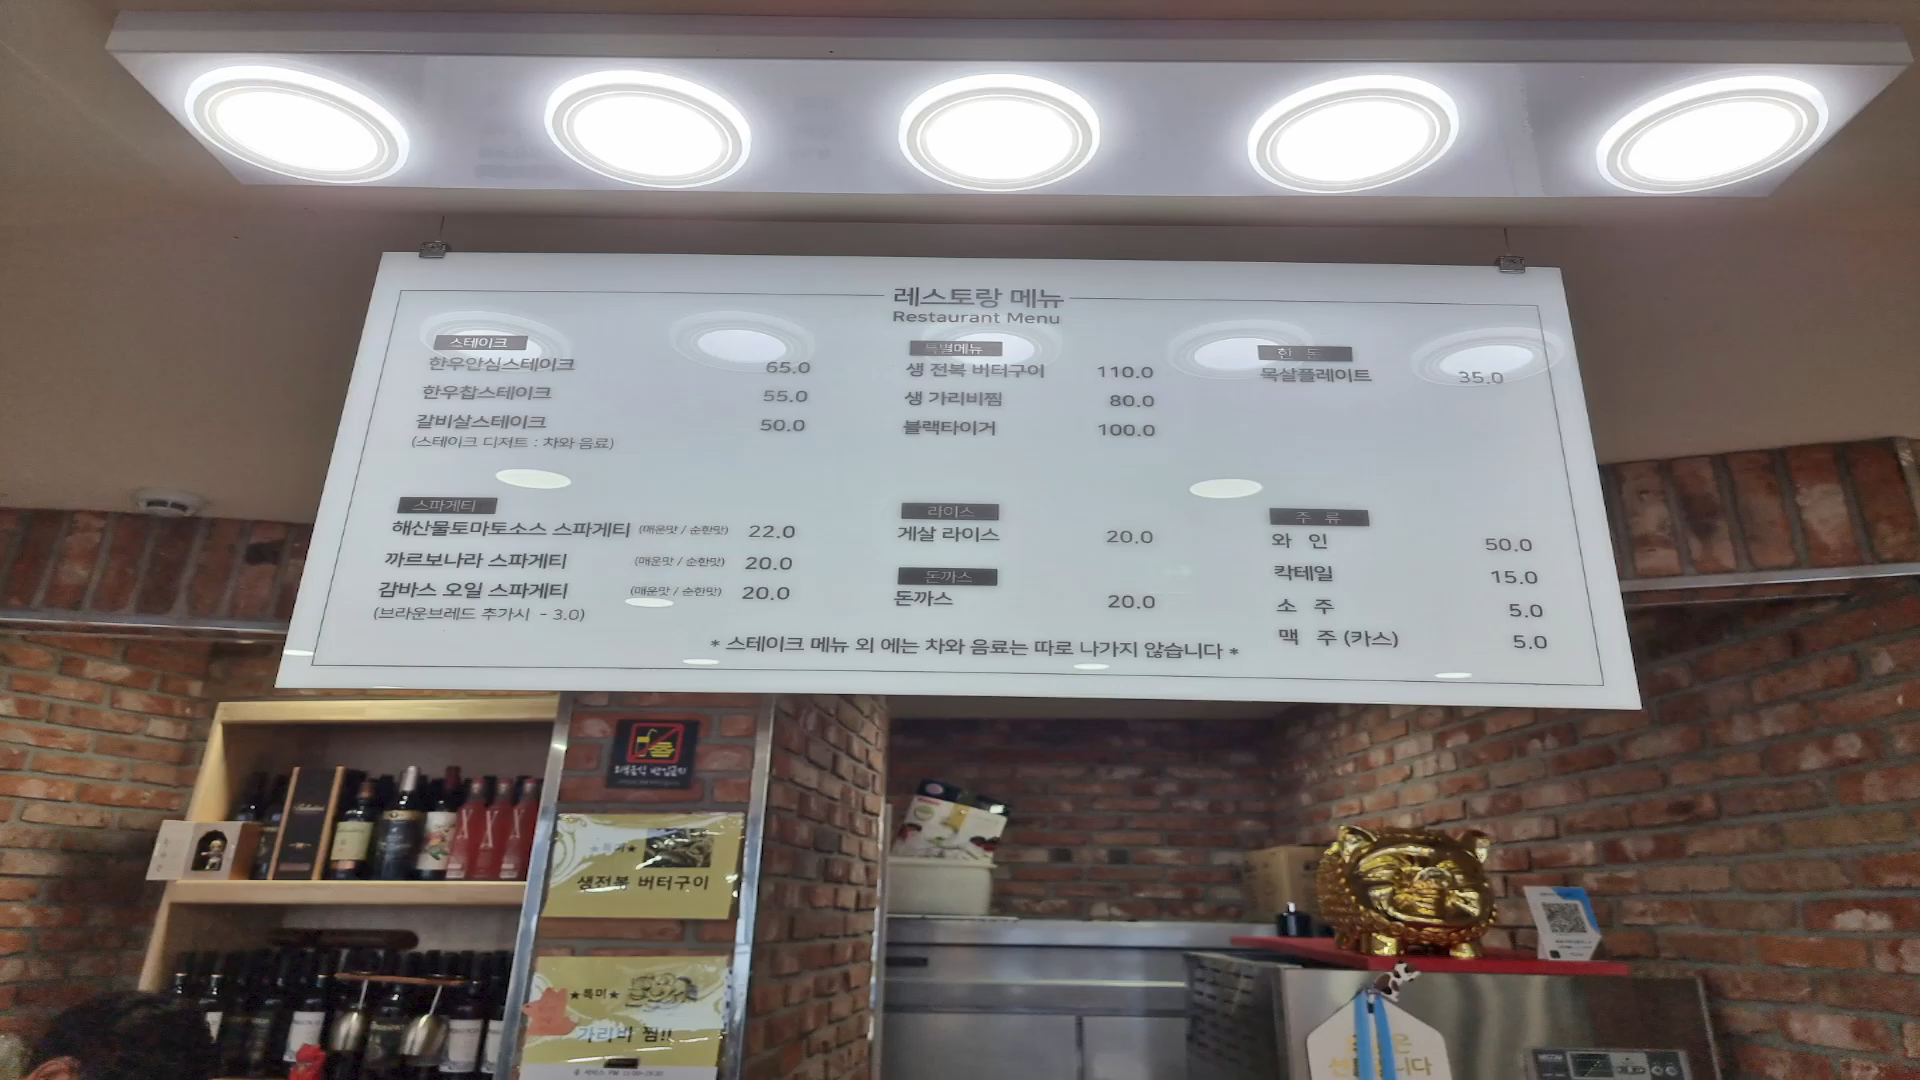 레스토랑 메뉴
Restaurant Menu
스테이크
한우안심스테이크 65.0
한우찹스테이크 55.0
갈비살스테이크 50.0
(스테이크 디저트 : 차와 음료)
특별메뉴
생 전복 버터구이 110.0
생 가리비찜 80.0
블랙타이거 100.0
한 돈
목살플레이트 35.0
스파게티
해산물토마토소스 스파게티 (매운맛 / 순한맛) 22.0
까르보나라 스파게티 (매운맛 / 순한맛) 20.0
감바스 오일 스파게티 (매운맛 / 순한맛) 20.0
(브라운브레드 추가시 - 3.0)
라이스
게살 라이스 20.0
돈까스
돈까스 20.0
주 류
와 인 50.0
칵테일 15.0
소 주 5.0
맥 주 (카스) 5.0
* 스테이크 메뉴 외 에는 차와 음료는 따로 나가지 않습니다 *
외부음식 반입금지
★특미★
생전복 버터구이
★특미★
가리비 찜!!